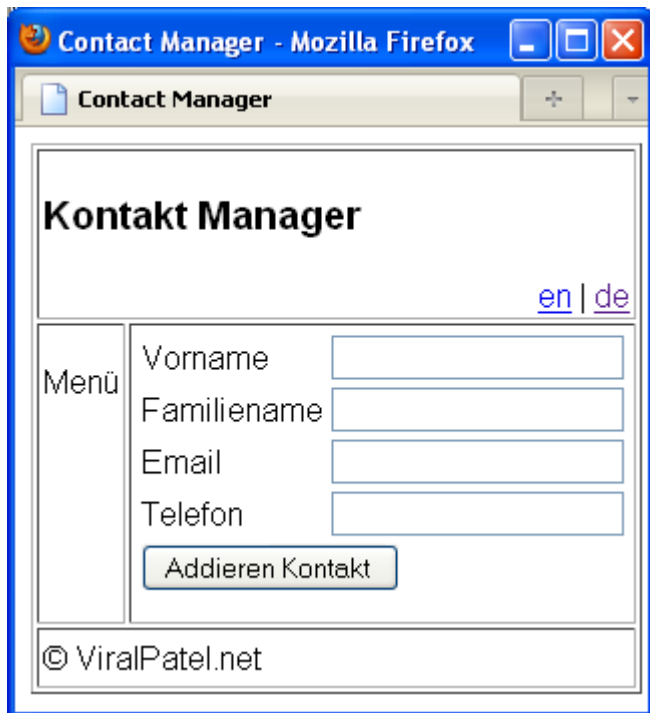 Contact Manager - Mozilla Firefox
Contact Manager
Kontakt Manager
en | de
Menü
Vorname
Familiename
Email
Telefon
Addieren Kontakt
© ViralPatel.net